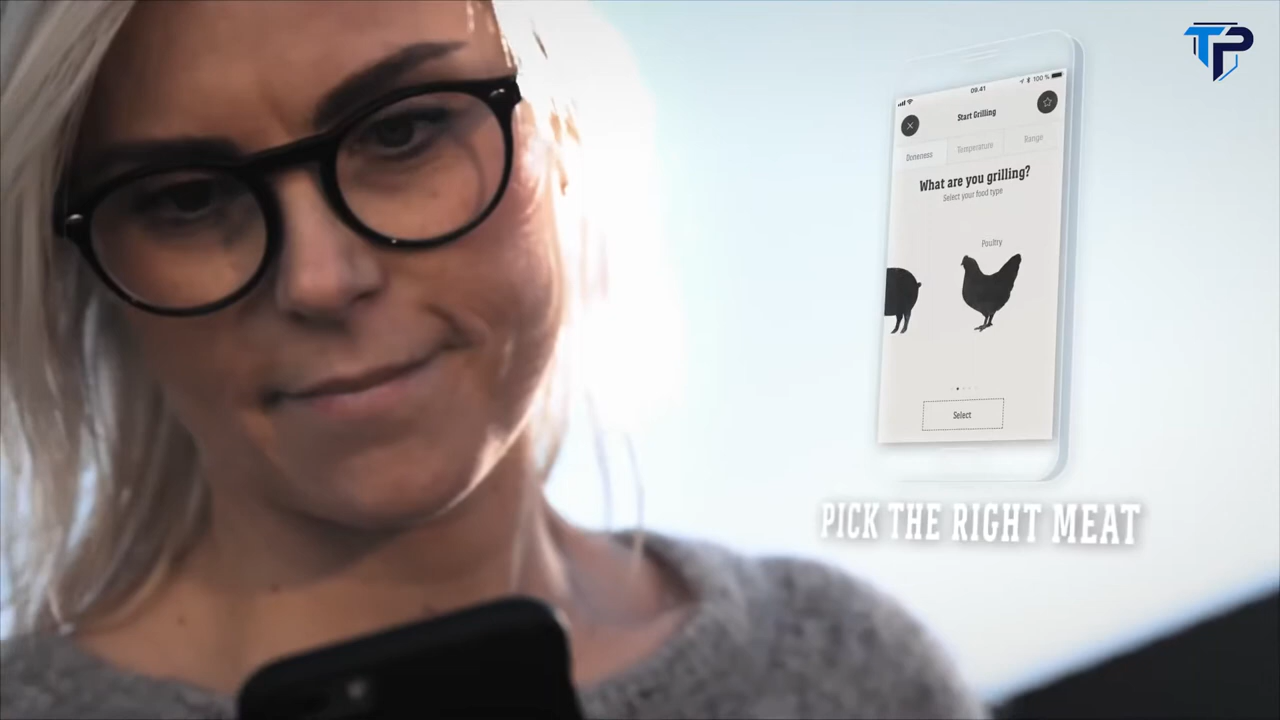 TP
09.41
100 %
Start Grilling
Doneness
Temperature
Range
What are you grilling?
Select your food type
Poultry
Select
PICK THE RIGHT MEAT